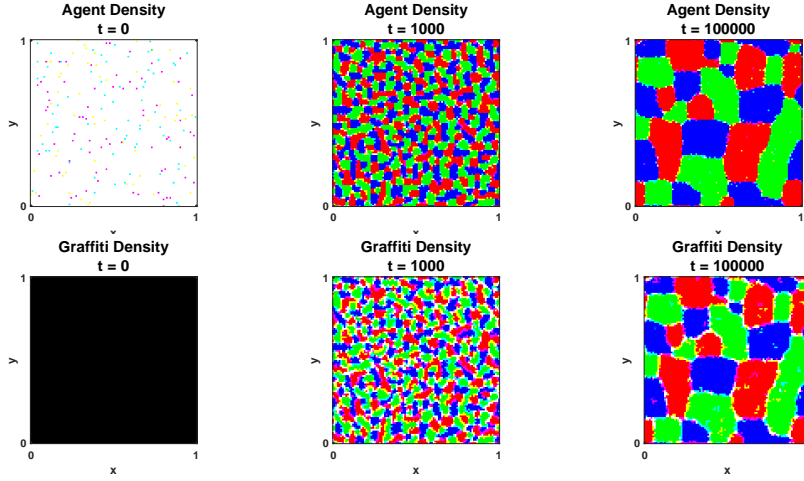 Agent Density
t = 0
1
y
0
0
x
1
Agent Density
t = 1000
1
y
0
0
x
1
Agent Density
t = 100000
1
y
0
0
x
1
Graffiti Density
t = 0
1
y
0
0
x
1
Graffiti Density
t = 1000
1
y
0
0
x
1
Graffiti Density
t = 100000
1
y
0
0
x
1